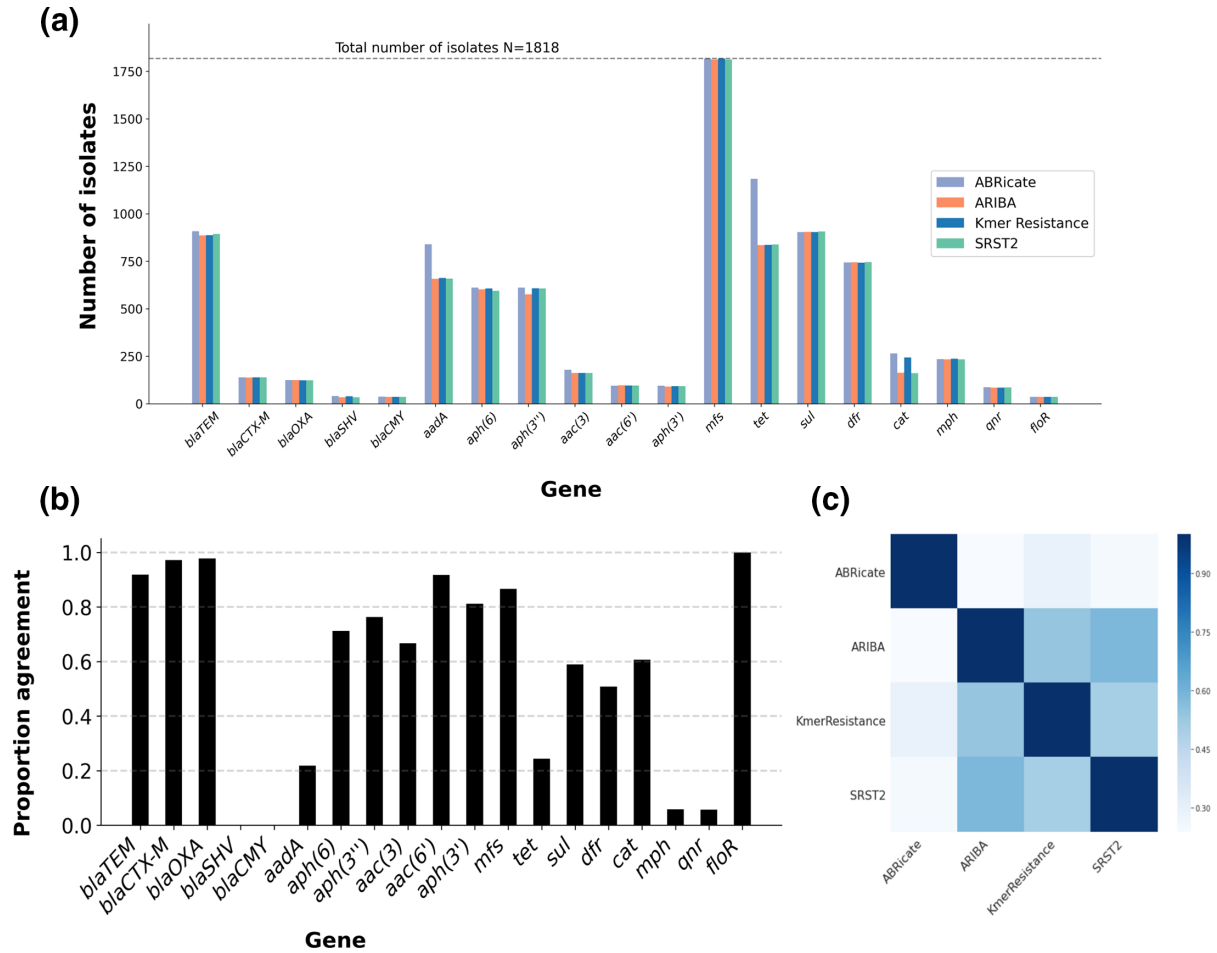 (a)
Total number of isolates N=1818
Number of isolates
1750
1500
1250
1000
750
500
250
0
ABRicate
ARIBA
Kmer Resistance
SRST2
blaTEM
blaCTX-M
blaOXA
blaSHV
blaCMY
aadA
aph(6)
aph(3'')
aac(3)
aac(6')
aph(3')
mfs
tet
sul
dfr
cat
mph
qnr
floR
Gene
(b)
Proportion agreement
1.0
0.8
0.6
0.4
0.2
0.0
blaTEM
blaCTX-M
blaOXA
blaSHV
blaCMY
aadA
aph(6)
aph(3'')
aac(3)
aac(6')
aph(3')
mfs
tet
sul
dfr
cat
mph
qnr
floR
Gene
(c)
ABRicate
ARIBA
KmerResistance
SRST2
ABRicate
ARIBA
KmerResistance
SRST2
0.90
0.75
0.60
0.45
0.30